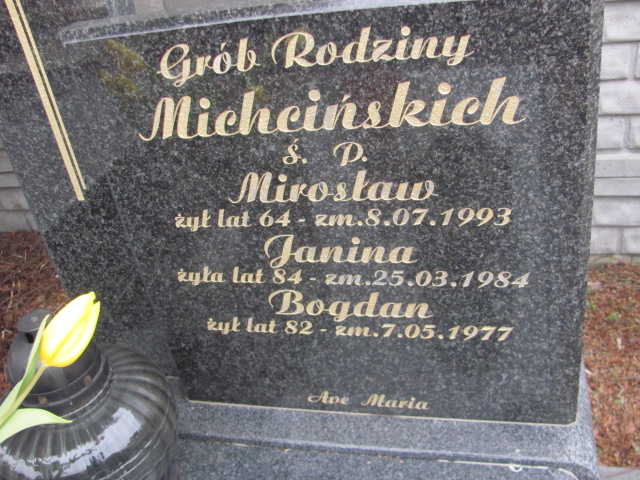 Grób Rodziny
Michcińskich
Ś. P.
Mirosław
żył lat 64 - zm.8.07.1993
Janina
żyła lat 84 - zm.25.03.1984
Bogdan
żył lat 82 - zm.7.05.1977
Ave Maria